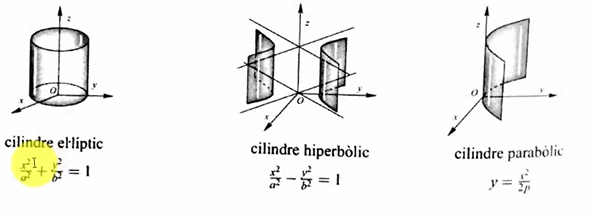 z
y
x
O
cilindre el·líptic
x²/a² + y²/b² = 1
z
y
x
O
cilindre hiperbòlic
x²/a² − y²/b² = 1
z
y
x
O
cilindre parabòlic
y = x²/2p